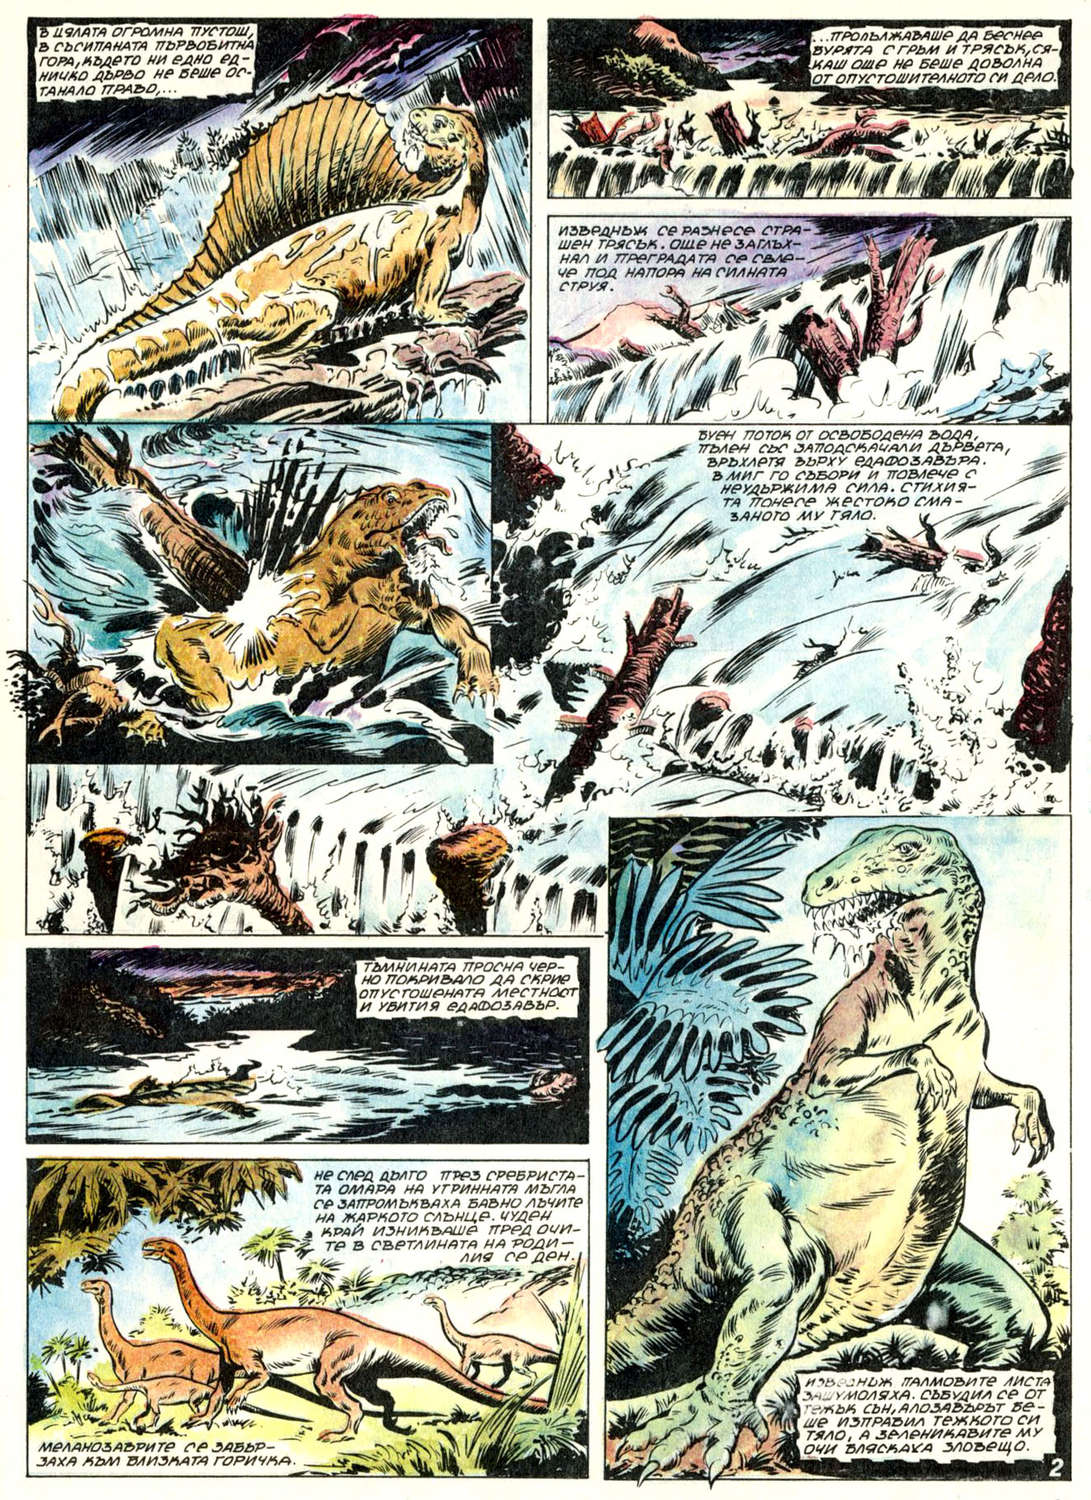 В ЦЯЛАТА ОГРОМНА ПУСТОШ,
В СЪСИПАНАТА ПЪРВОБИТНА
ГОРА, КЪДЕТО НИ ЕДНО ЕД-
НИЧКО ДЪРВО НЕ БЕШЕ ОС-
ТАНАЛО ПРАВО,...
...ПРОДЪЛЖАВАШЕ ДА БЕСНЕЕ
БУРЯТА С ГРЪМ И ТРЯСЪК, СЯ-
КАШ ОЩЕ НЕ БЕШЕ ДОВОЛНА
ОТ ОПУСТОШИТЕЛНОТО СИ ДЕЛО.
ИЗВЕДНЪЖ СЕ РАЗНЕСЕ СТРА-
ШЕН ТРЯСЪК. ОЩЕ НЕ ЗАГЛЪХ-
НАЛ И ПРЕГРАДАТА СЕ СВЛЕ-
ЧЕ ПОД НАПОРА НА СИЛНАТА
СТРУЯ.
БУЕН ПОТОК ОТ ОСВОБОДЕНА ВОДА,
ПЪЛЕН СЪС ЗАПОДСКАЧАЛИ ДЪРВЕТА,
ВРЪХЛЕТЯ ВЪРХУ ЕДАФОЗАВЪРА.
В МИГ ГО СЪБОРИ И ПОВЛЕЧЕ С
НЕУДЪРЖИМА СИЛА. СТИХИЯ-
ТА ПОНЕСЕ ЖЕСТОКО СМА-
ЗАНОТО МУ ТЯЛО.
ТЪМНИНАТА ПРОСНА ЧЕР-
НО ПОКРИВАЛО ДА СКРИЕ
ОПУСТОШЕНАТА МЕСТНОСТ
И УБИТИЯ ЕДАФОЗАВЪР.
НЕ СЛЕД ДЪЛГО ПРЕЗ СРЕБРИСТА-
ТА ОМАРА НА УТРИННАТА МЪГЛА
СЕ ЗАПРОМЪКВАХА БАВНО ЛЪЧИТЕ
НА ЖАРКОТО СЛЪНЦЕ. ЧУДЕН
КРАЙ ИЗНИКВАШЕ ПРЕД ОЧИ-
ТЕ В СВЕТЛИНАТА НА РОДИ-
ЛИЯ СЕ ДЕН.
МЕЛАНОЗАВРИТЕ СЕ ЗАБЪР-
ЗАХА КЪМ БЛИЗКАТА ГОРИЧКА.
ИЗВЕДНЪЖ ПАЛМОВИТЕ ЛИСТА
ЗАШУМОЛЯХА. СЪБУДИЛ СЕ ОТ
ТЕЖЪК СЪН, АЛОЗАВЪРЪТ БЕ-
ШЕ ИЗПРАВИЛ ТЕЖКОТО СИ
ТЯЛО, А ЗЕЛЕНИКАВИТЕ МУ
ОЧИ БЛЯСКАХА ЗЛОВЕЩО.
2